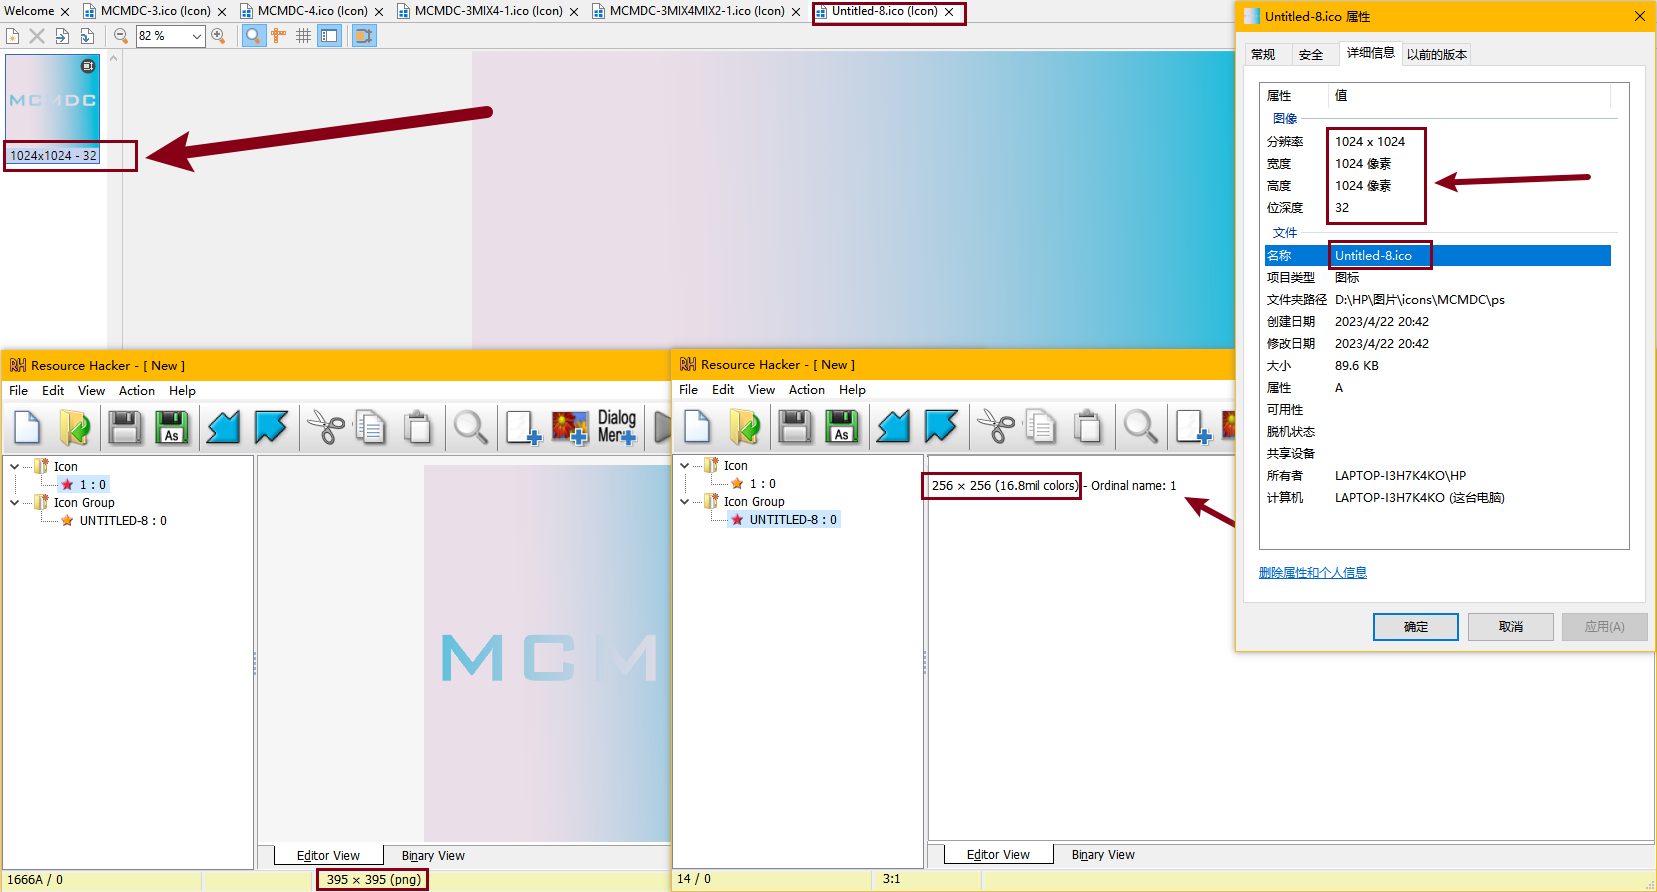 Welcome
MCMDC-3.ico (Icon)
MCMDC-4.ico (Icon)
MCMDC-3MIX4-1.ico (Icon)
MCMDC-3MIX4MIX2-1.ico (Icon)
Untitled-8.ico (Icon)
82 %
MCMDC
1024x1024 - 32
Untitled-8.ico 属性
常规
安全
详细信息
以前的版本
属性
值
图像
分辨率
1024 x 1024
宽度
1024 像素
高度
1024 像素
位深度
32
文件
名称
Untitled-8.ico
项目类型
图标
文件夹路径
D:\HP\图片\icons\MCMDC\ps
创建日期
2023/4/22 20:42
修改日期
2023/4/22 20:42
大小
89.6 KB
属性
A
可用性
脱机状态
共享设备
所有者
LAPTOP-I3H7K4KO\HP
计算机
LAPTOP-I3H7K4KO (这台电脑)
删除属性和个人信息
确定
取消
应用(A)
RH Resource Hacker - [ New ]
File Edit View Action Help
As
Dialog
Mer
Icon
1 : 0
Icon Group
UNTITLED-8 : 0
MCM
Editor View
Binary View
1666A / 0
395 × 395 (png)
RH Resource Hacker - [ New ]
File Edit View Action Help
As
Icon
1 : 0
Icon Group
UNTITLED-8 : 0
256 × 256 (16.8mil colors) - Ordinal name: 1
Editor View
Binary View
14 / 0
3:1